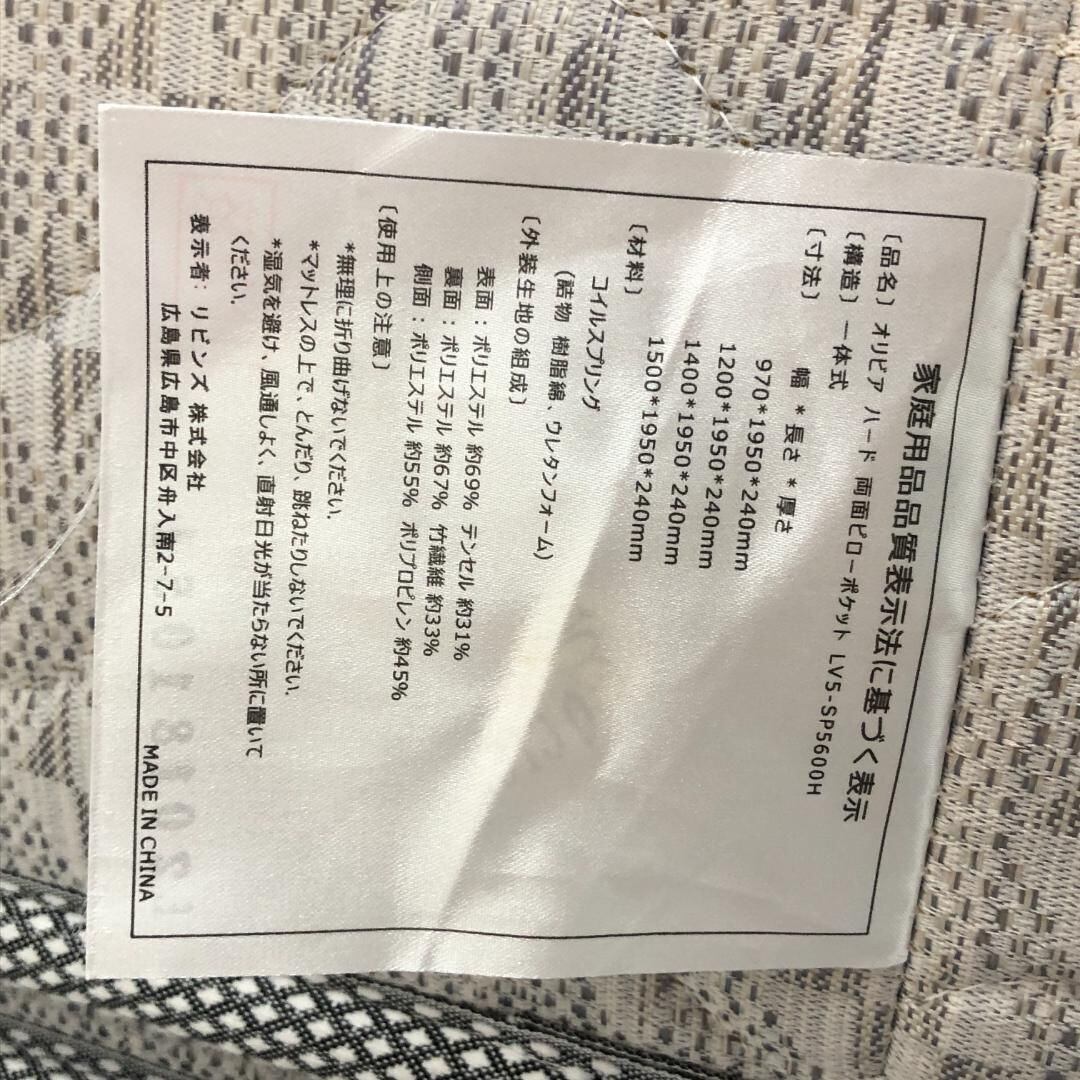 家庭用品品質表示法に基づく表示
〔品名〕オリビア ハード 両面ピローポケット LV5-SP5600H
〔構造〕一体式
〔寸法〕
幅 * 長さ * 厚さ
970*1950*240mm
1200*1950*240mm
1400*1950*240mm
1500*1950*240mm
〔材料〕
コイルスプリング
(詰物 樹脂綿、ウレタンフォーム)
〔外装生地の組成〕
表面：ポリエステル 約69% テンセル 約31%
裏面：ポリエステル 約67% 竹繊維 約33%
側面：ポリエステル 約55% ポリプロピレン 約45%
〔使用上の注意〕
*無理に折り曲げないでください.
*マットレスの上で、とんだり、跳ねたりしないでください.
*湿気を避け、風通しよく、直射日光が当たらない所に置いて
ください.
表示者: リビンズ 株式会社
広島県広島市中区舟入南2-7-5
MADE IN CHINA